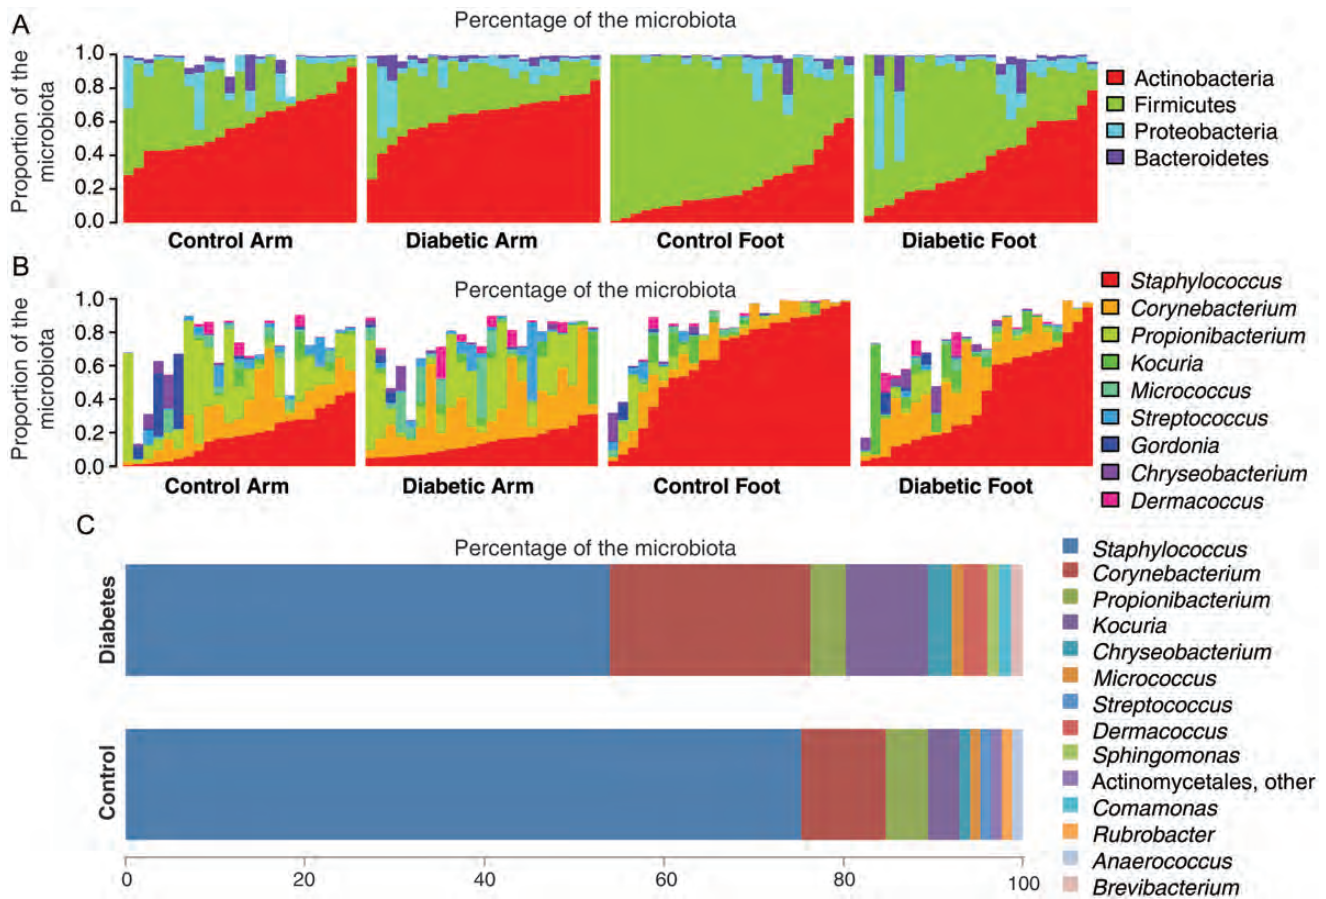 A
Percentage of the microbiota
Proportion of the
microbiota
1.0
0.8
0.6
0.4
0.2
0.0
Control Arm
Diabetic Arm
Control Foot
Diabetic Foot
Actinobacteria
Firmicutes
Proteobacteria
Bacteroidetes
B
Percentage of the microbiota
Proportion of the
microbiota
1.0
0.8
0.6
0.4
0.2
0.0
Control Arm
Diabetic Arm
Control Foot
Diabetic Foot
Staphylococcus
Corynebacterium
Propionibacterium
Kocuria
Micrococcus
Streptococcus
Gordonia
Chryseobacterium
Dermacoccus
C
Percentage of the microbiota
Diabetes
Control
0
20
40
60
80
100
Staphylococcus
Corynebacterium
Propionibacterium
Kocuria
Chryseobacterium
Micrococcus
Streptococcus
Dermacoccus
Sphingomonas
Actinomycetales, other
Comamonas
Rubrobacter
Anaerococcus
Brevibacterium